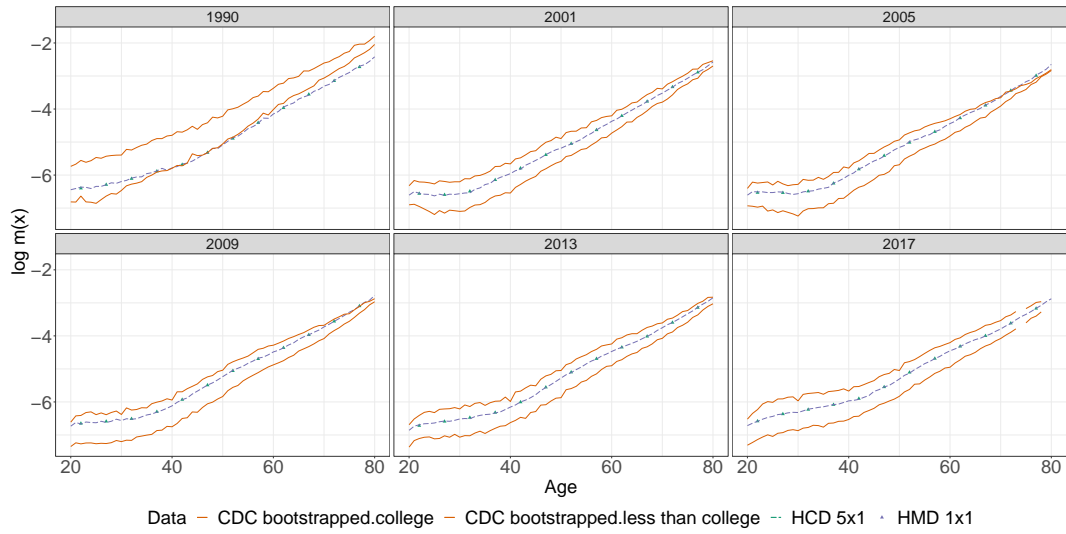 1990 2001 2005
−2
−4
−6
log m(x)
2009 2013 2017
−2
−4
−6
20 40 60 80 20 40 60 80 20 40 60 80
Age
Data CDC bootstrapped.college CDC bootstrapped.less than college HCD 5x1 HMD 1x1